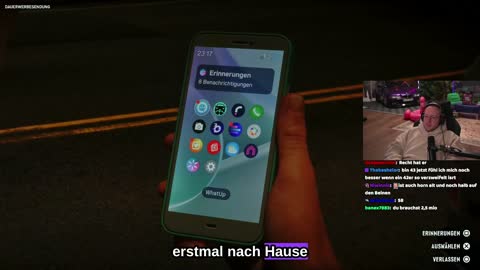 DAUERWERBESENDUNG
23:17
Erinnerungen
8 Benachrichtigungen
WhatUp
Recht hat er
bin 43 jetzt fühl ich mich noch
besser wenn ein 42er so verzweifelt ist
ist auch horn alt und noch halb auf
den Beinen
58
du brauchst 2,5 mio
ERINNERUNGEN
AUSWÄHLEN
VERLASSEN
erstmal nach Hause